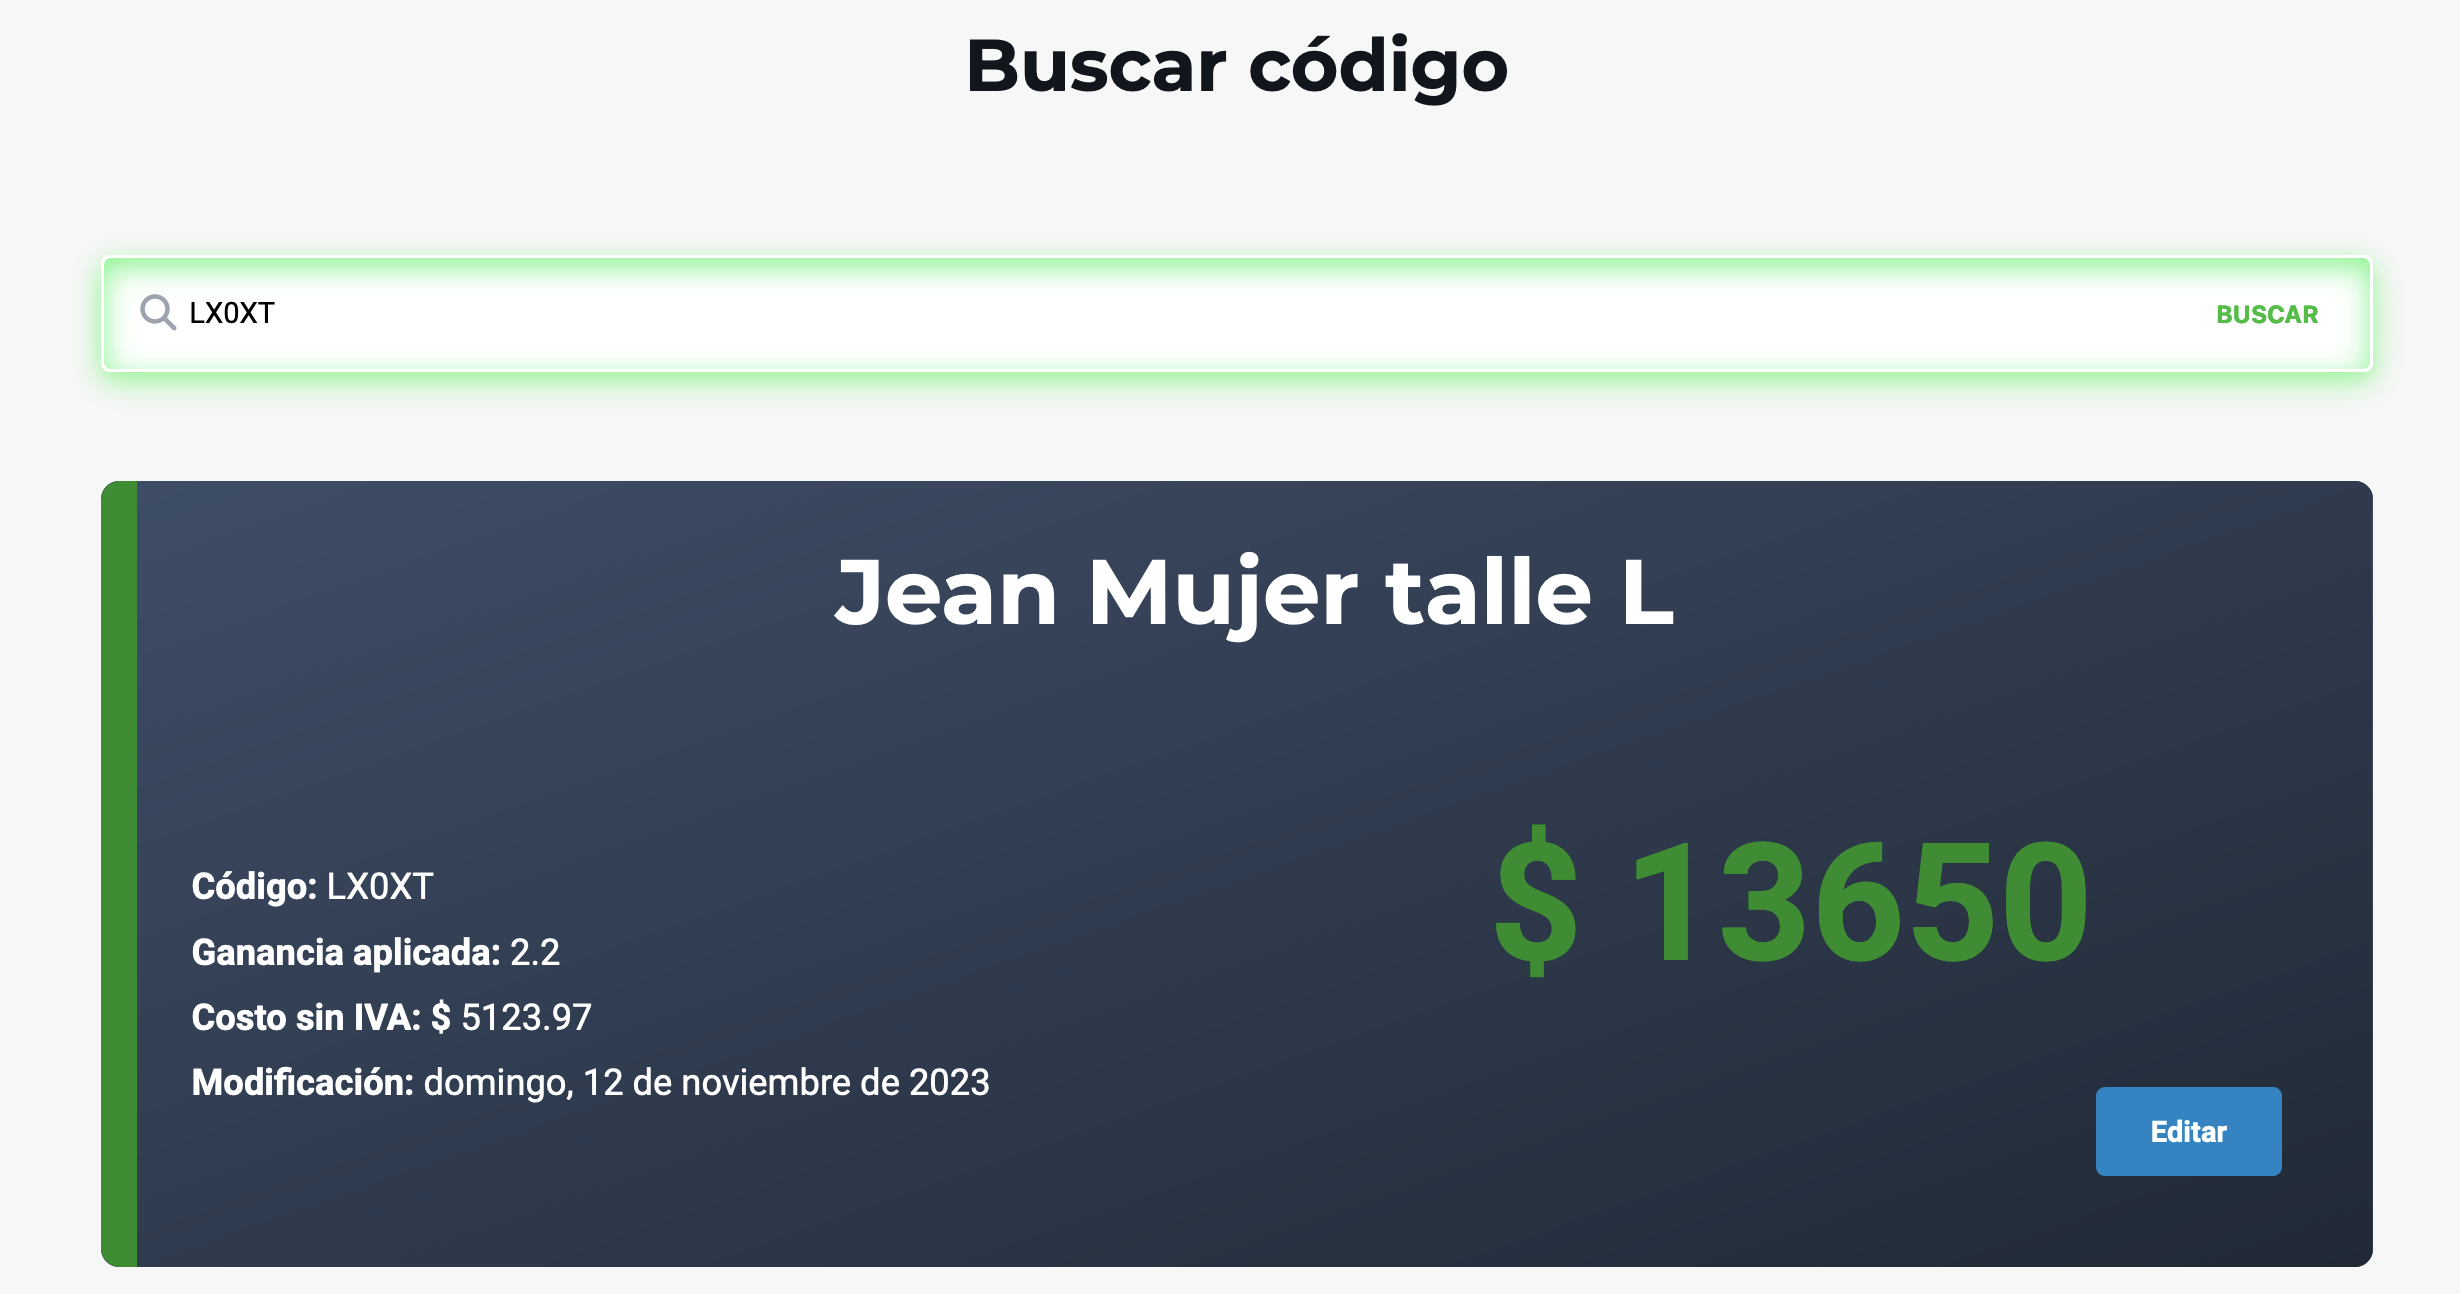 Buscar código
LX0XT
BUSCAR
Jean Mujer talle L
Código: LX0XT
Ganancia aplicada: 2.2
Costo sin IVA: $ 5123.97
Modificación: domingo, 12 de noviembre de 2023
$ 13650
Editar